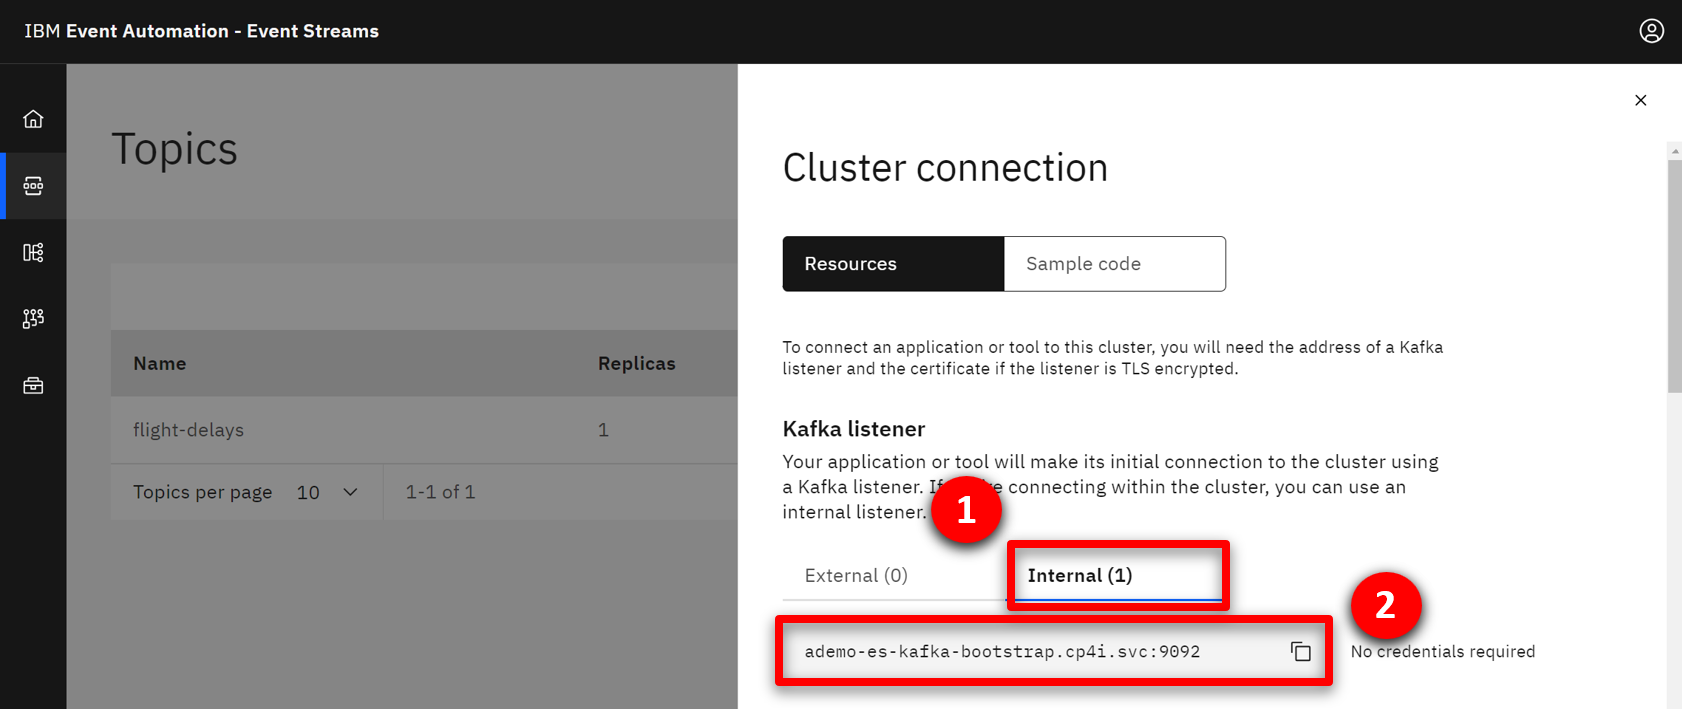 IBM Event Automation - Event Streams
Topics
Name Replicas
flight-delays 1
Topics per page 10 1-1 of 1
Cluster connection
Resources Sample code
To connect an application or tool to this cluster, you will need the address of a Kafka
listener and the certificate if the listener is TLS encrypted.
Kafka listener
Your application or tool will make its initial connection to the cluster using
a Kafka listener. connecting within the cluster, you can use an
internal listener.
1
External (0) Internal (1)
2
ademo-es-kafka-bootstrap.cp4i.svc:9092 No credentials required